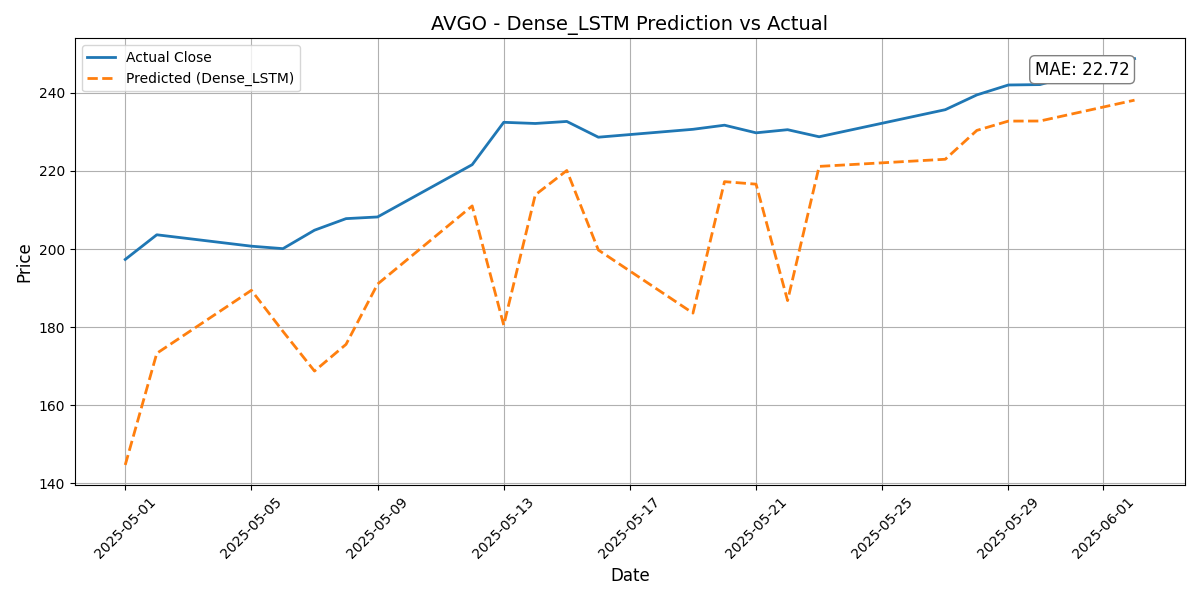 AVGO - Dense_LSTM Prediction vs Actual
Actual Close
Predicted (Dense_LSTM)
MAE: 22.72
Price
240
220
200
180
160
140
2025-05-01
2025-05-05
2025-05-09
2025-05-13
2025-05-17
2025-05-21
2025-05-25
2025-05-29
2025-06-01
Date